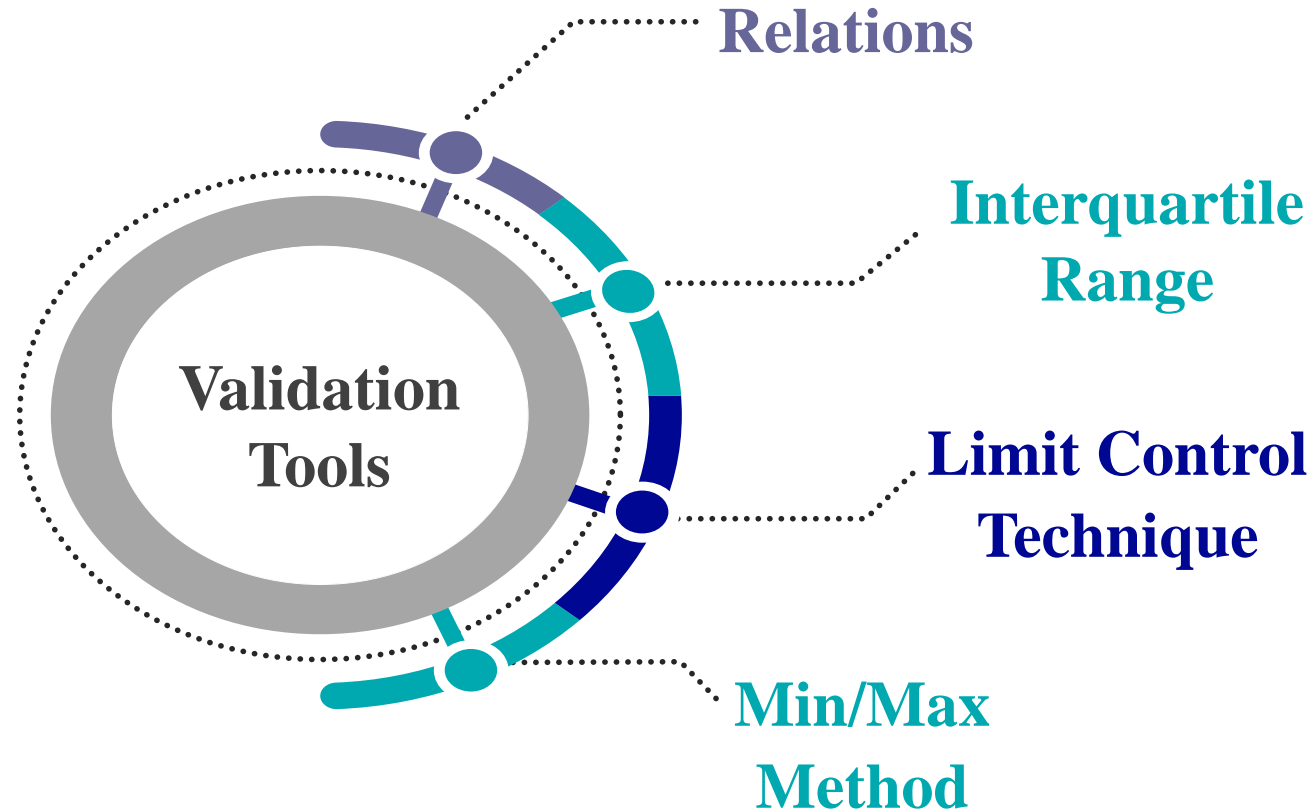 Relations
Interquartile
Range
Validation
Tools
Limit Control
Technique
Min/Max
Method